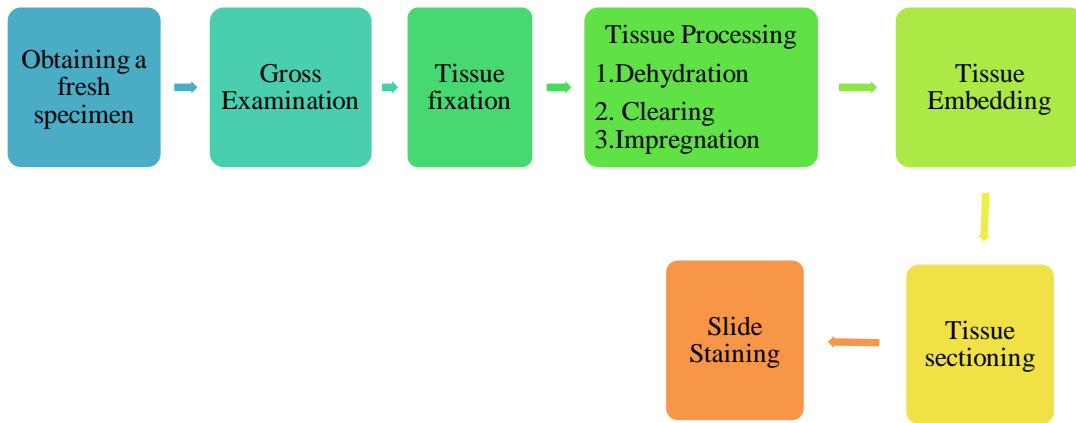 Obtaining a
fresh
specimen
Gross
Examination
Tissue
fixation
Tissue Processing
1.Dehydration
2. Clearing
3.Impregnation
Tissue
Embedding
Tissue
sectioning
Slide
Staining